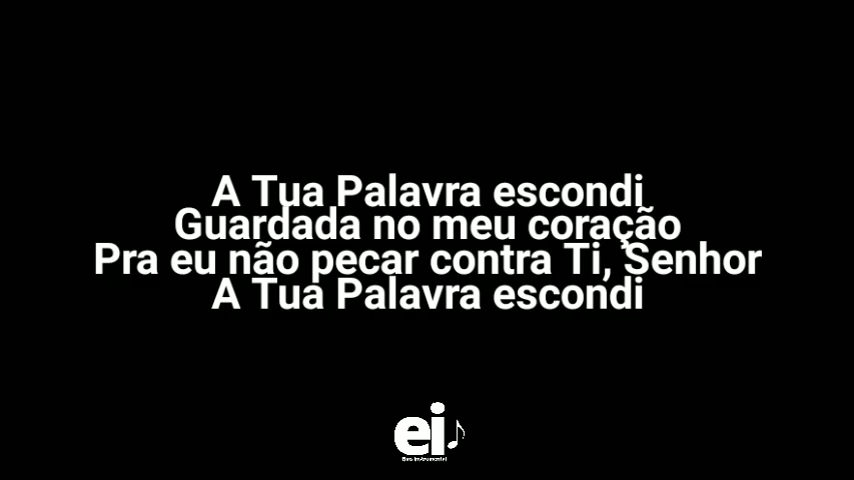 A Tua Palavra escondi
Guardada no meu coração
Pra eu não pecar contra Ti, Senhor
A Tua Palavra escondi
ei